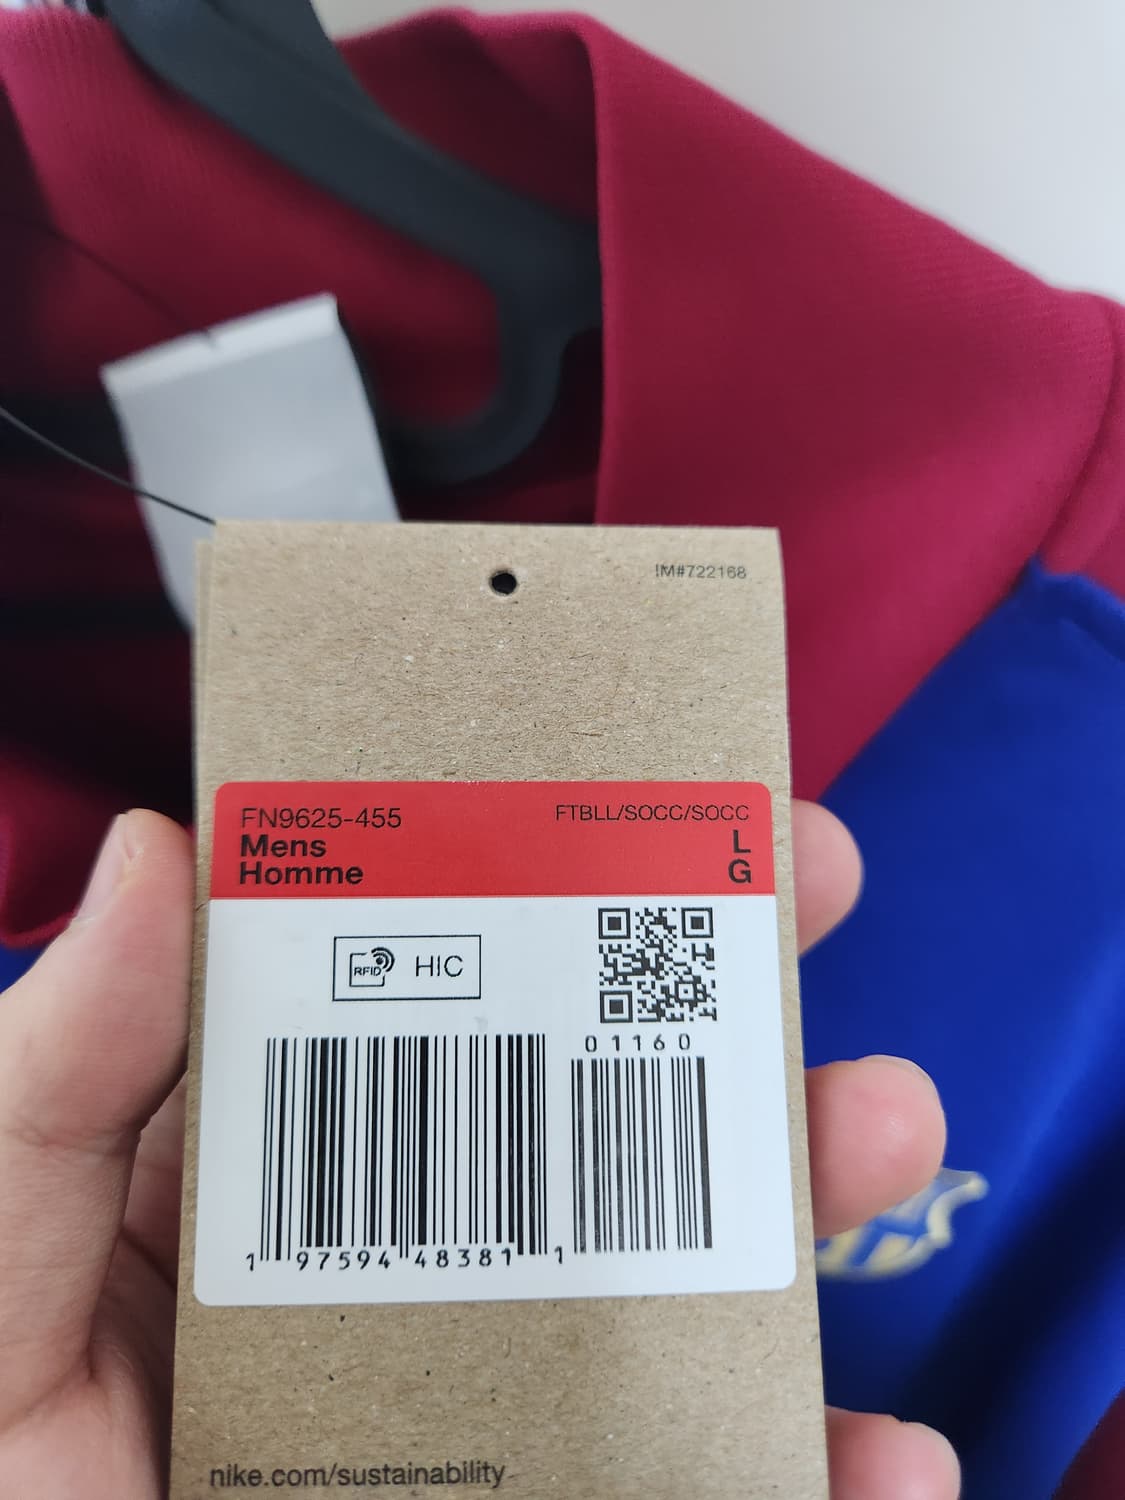 IM#722168
FN9625-455
FTBLL/SOCC/SOCC
Mens
L
Homme
G
RFID
HIC
01160
1 97594 48381 1
nike.com/sustainability